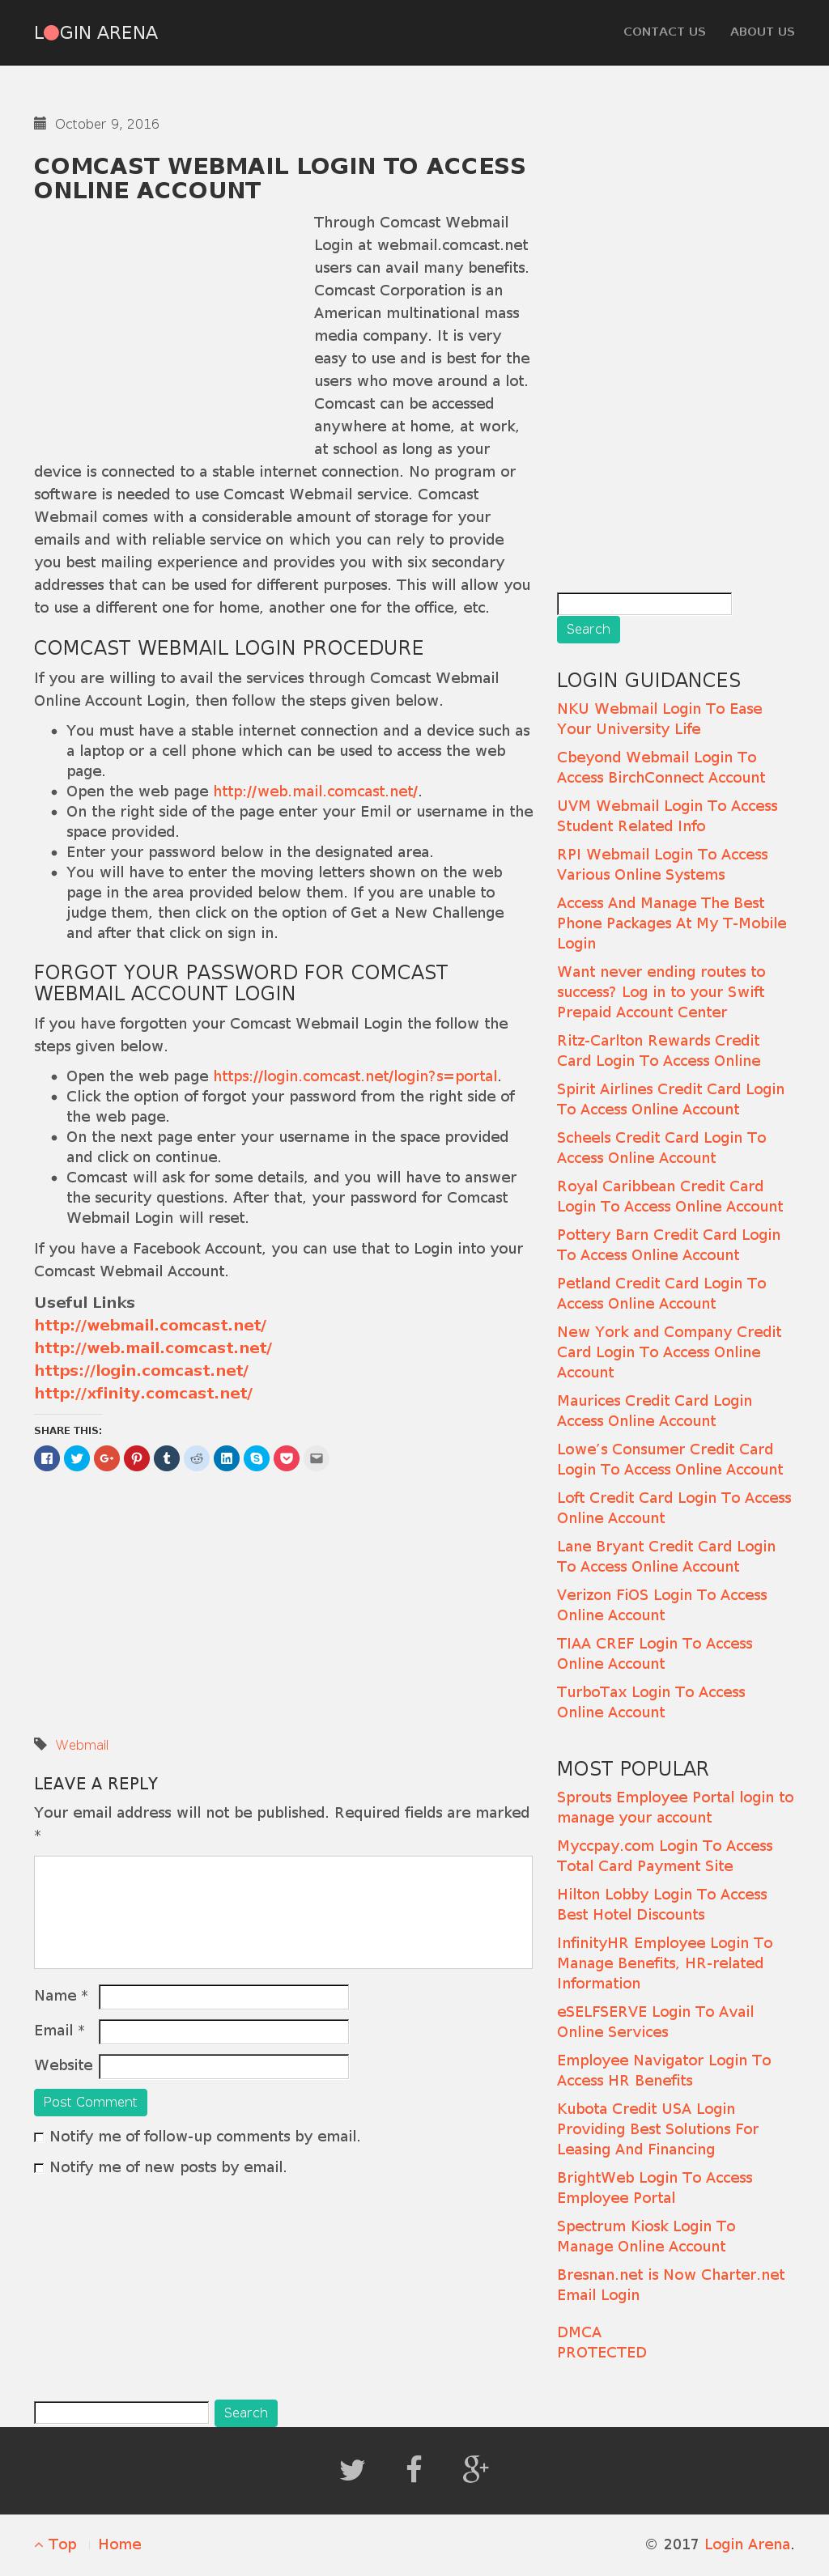 LOGIN ARENA
CONTACT US ABOUT US
October 9, 2016
COMCAST WEBMAIL LOGIN TO ACCESS
ONLINE ACCOUNT
Through Comcast Webmail
Login at webmail.comcast.net
users can avail many benefits.
Comcast Corporation is an
American multinational mass
media company. It is very
easy to use and is best for the
users who move around a lot.
Comcast can be accessed
anywhere at home, at work,
at school as long as your
device is connected to a stable internet connection. No program or
software is needed to use Comcast Webmail service. Comcast
Webmail comes with a considerable amount of storage for your
emails and with reliable service on which you can rely to provide
you best mailing experience and provides you with six secondary
addresses that can be used for different purposes. This will allow you
to use a different one for home, another one for the office, etc.
COMCAST WEBMAIL LOGIN PROCEDURE
If you are willing to avail the services through Comcast Webmail
Online Account Login, then follow the steps given below.
You must have a stable internet connection and a device such as
a laptop or a cell phone which can be used to access the web
page.
Open the web page http://web.mail.comcast.net/.
On the right side of the page enter your Emil or username in the
space provided.
Enter your password below in the designated area.
You will have to enter the moving letters shown on the web
page in the area provided below them. If you are unable to
judge them, then click on the option of Get a New Challenge
and after that click on sign in.
FORGOT YOUR PASSWORD FOR COMCAST
WEBMAIL ACCOUNT LOGIN
If you have forgotten your Comcast Webmail Login the follow the
steps given below.
Open the web page https://login.comcast.net/login?s=portal.
Click the option of forgot your password from the right side of
the web page.
On the next page enter your username in the space provided
and click on continue.
Comcast will ask for some details, and you will have to answer
the security questions. After that, your password for Comcast
Webmail Login will reset.
If you have a Facebook Account, you can use that to Login into your
Comcast Webmail Account.
Useful Links
http://webmail.comcast.net/
http://web.mail.comcast.net/
https://login.comcast.net/
http://xfinity.comcast.net/
SHARE THIS:
Webmail
LEAVE A REPLY
Your email address will not be published. Required fields are marked
*
Name *
Email *
Website
Post Comment
Notify me of follow-up comments by email.
Notify me of new posts by email.
Search
Search
LOGIN GUIDANCES
NKU Webmail Login To Ease
Your University Life
Cbeyond Webmail Login To
Access BirchConnect Account
UVM Webmail Login To Access
Student Related Info
RPI Webmail Login To Access
Various Online Systems
Access And Manage The Best
Phone Packages At My T-Mobile
Login
Want never ending routes to
success? Log in to your Swift
Prepaid Account Center
Ritz-Carlton Rewards Credit
Card Login To Access Online
Spirit Airlines Credit Card Login
To Access Online Account
Scheels Credit Card Login To
Access Online Account
Royal Caribbean Credit Card
Login To Access Online Account
Pottery Barn Credit Card Login
To Access Online Account
Petland Credit Card Login To
Access Online Account
New York and Company Credit
Card Login To Access Online
Account
Maurices Credit Card Login
Access Online Account
Lowe's Consumer Credit Card
Login To Access Online Account
Loft Credit Card Login To Access
Online Account
Lane Bryant Credit Card Login
To Access Online Account
Verizon FiOS Login To Access
Online Account
TIAA CREF Login To Access
Online Account
TurboTax Login To Access
Online Account
MOST POPULAR
Sprouts Employee Portal login to
manage your account
Myccpay.com Login To Access
Total Card Payment Site
Hilton Lobby Login To Access
Best Hotel Discounts
InfinityHR Employee Login To
Manage Benefits, HR-related
Information
eSELFSERVE Login To Avail
Online Services
Employee Navigator Login To
Access HR Benefits
Kubota Credit USA Login
Providing Best Solutions For
Leasing And Financing
BrightWeb Login To Access
Employee Portal
Spectrum Kiosk Login To
Manage Online Account
Bresnan.net is Now Charter.net
Email Login
DMCA
PROTECTED
Top Home
© 2017 Login Arena.